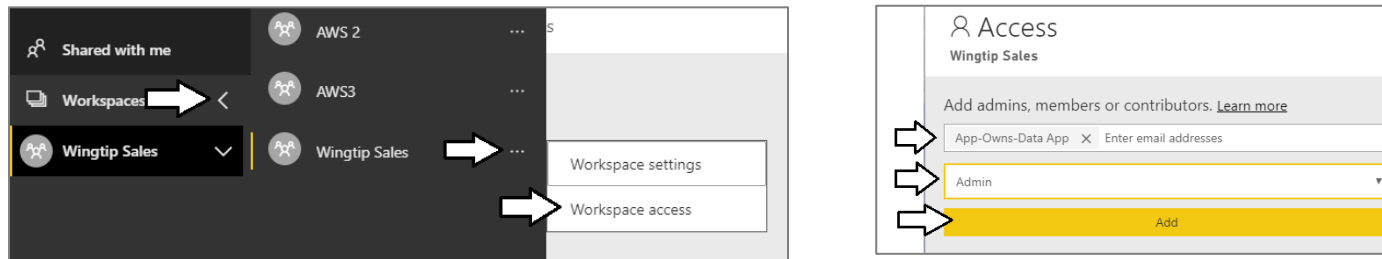 Shared with me
Workspaces
Wingtip Sales
AWS 2
...
AWS3
...
Wingtip Sales
...
s
Workspace settings
Workspace access
Access
Wingtip Sales
Add admins, members or contributors. Learn more
App-Owns-Data App Enter email addresses
Admin
Add